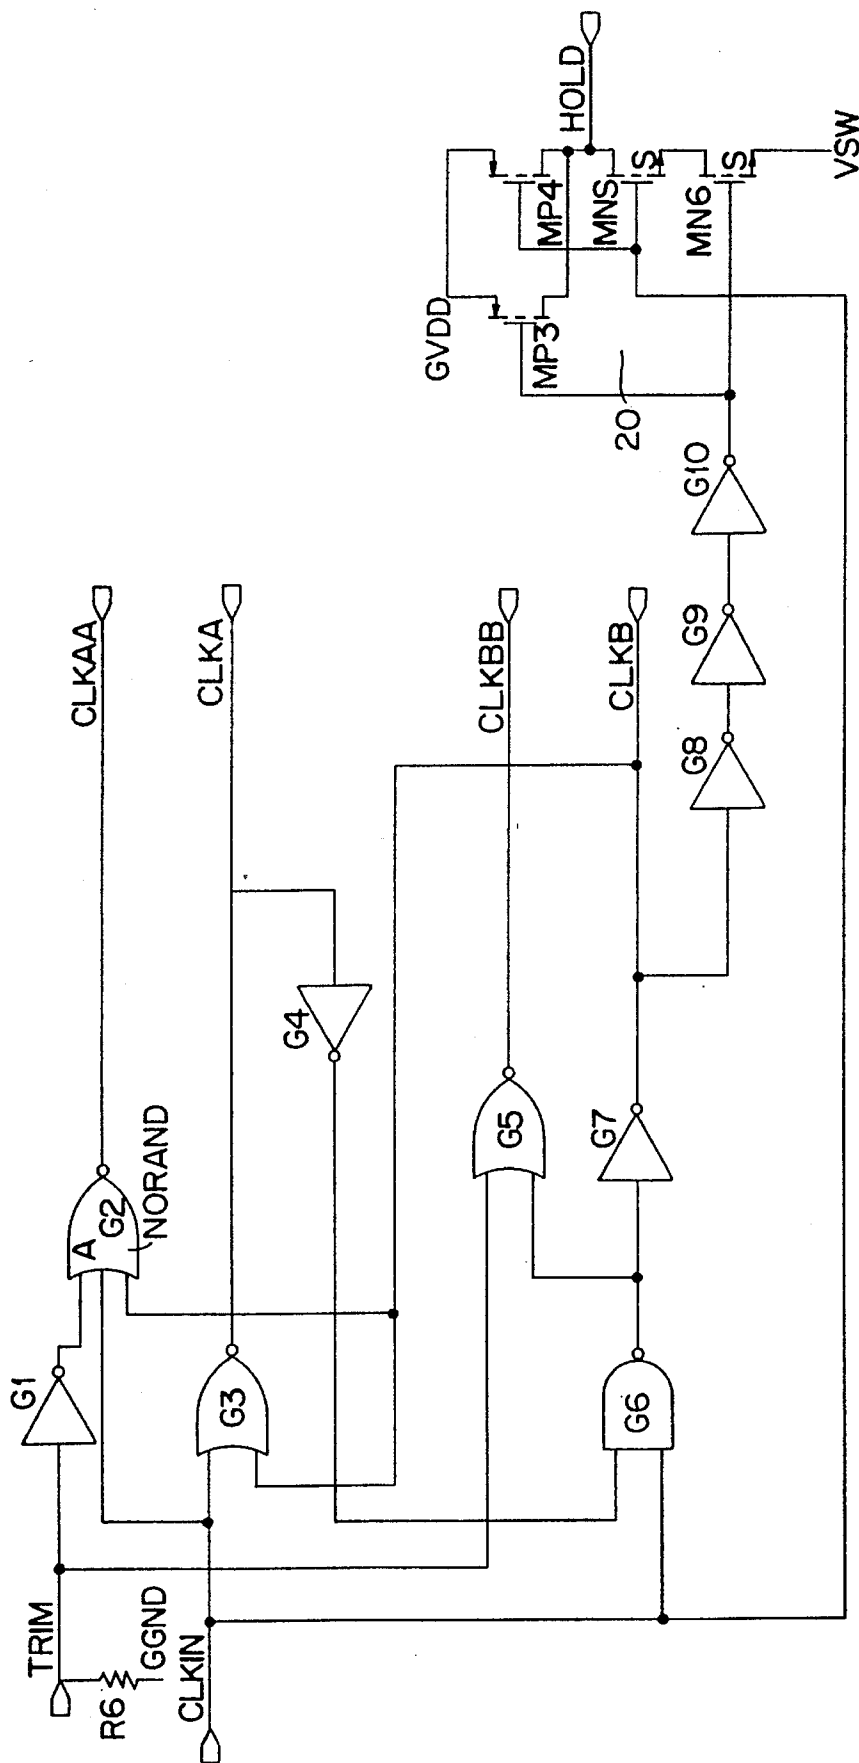 TRIM
R6
GGND
CLKIN
G1
A
G2
NORAND
CLKAA
G3
CLKA
G4
G5
CLKBB
G6
G7
CLKB
G8
G9
G10
20
GVDD
MP3
MP4
HOLD
MNS
S
MN6
S
VSW